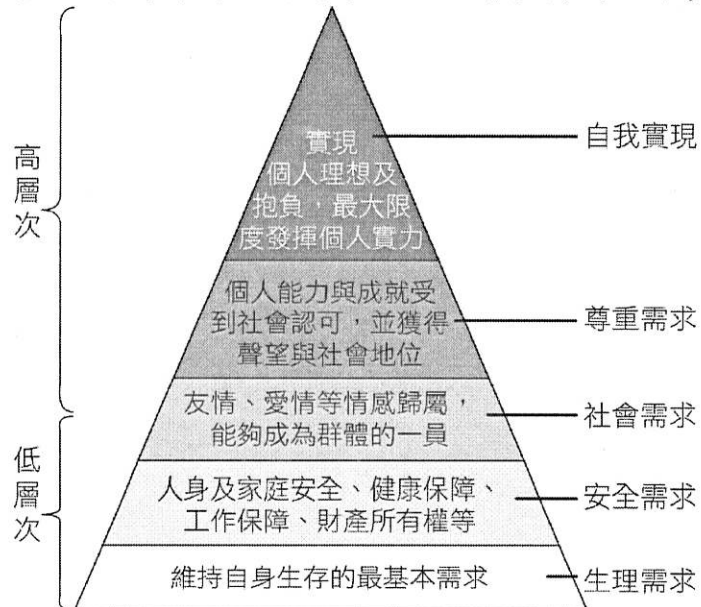 高層次
實現
個人理想及
抱負，最大限
度發揮個人實力
自我實現
個人能力與成就受
到社會認可，並獲得
聲望與社會地位
尊重需求
友情、愛情等情感歸屬，
能夠成為群體的一員
社會需求
低層次
人身及家庭安全、健康保障、
工作保障、財產所有權等
安全需求
維持自身生存的最基本需求
生理需求